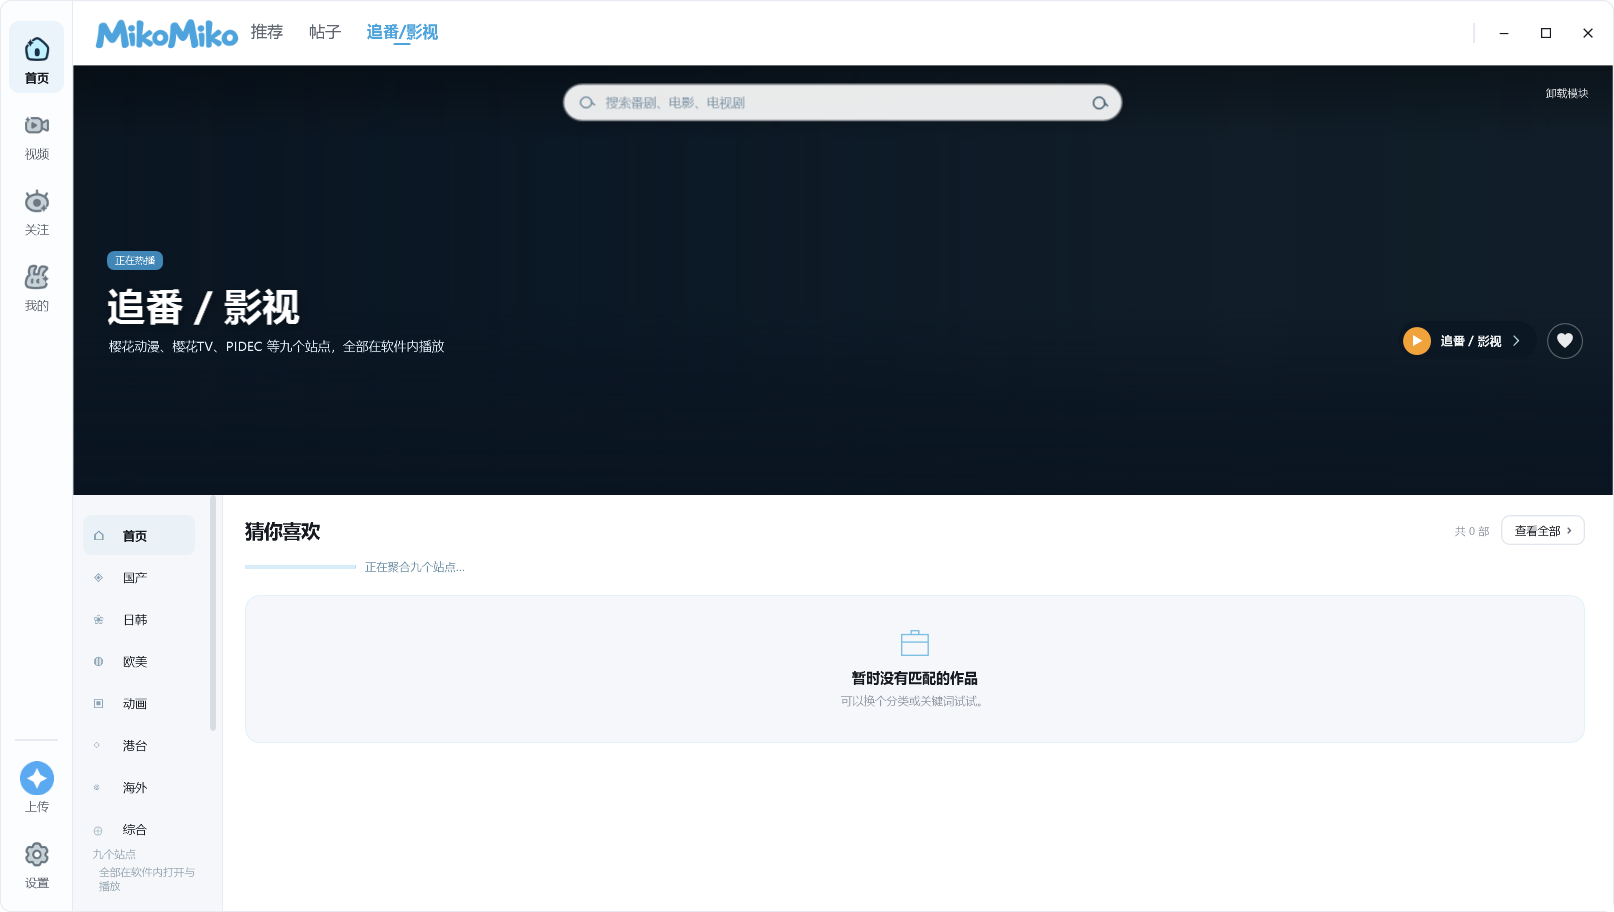 MikoMiko 推荐 帖子 追番/影视
首页
视频
关注
我的
上传
设置
搜索番剧、电影、电视剧
卸载模块
正在热播
追番 / 影视
樱花动漫、樱花TV、PIDEC 等九个站点，全部在软件内播放
追番 / 影视
首页
国产
日韩
欧美
动画
港台
海外
综合
九个站点
全部在软件内打开与
播放
猜你喜欢
共 0 部
查看全部
正在聚合九个站点...
暂时没有匹配的作品
可以换个分类或关键词试试。